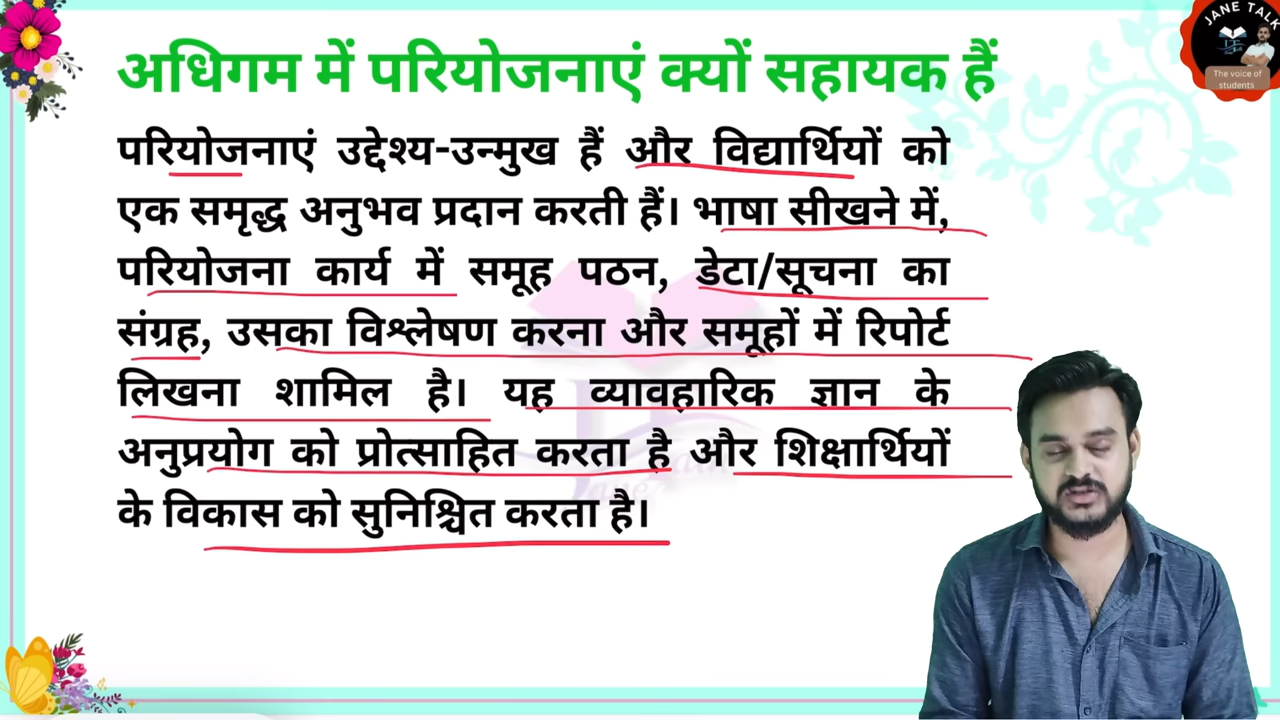 अधिगम में परियोजनाएं क्यों सहायक हैं
परियोजनाएं उद्देश्य-उन्मुख हैं और विद्यार्थियों को
एक समृद्ध अनुभव प्रदान करती हैं। भाषा सीखने में,
परियोजना कार्य में समूह पठन, डेटा/सूचना का
संग्रह, उसका विश्लेषण करना और समूहों में रिपोर्ट
लिखना शामिल है। यह व्यावहारिक ज्ञान के
अनुप्रयोग को प्रोत्साहित करता है और शिक्षार्थियों
के विकास को सुनिश्चित करता है।
JANE TALK
The voice of
students